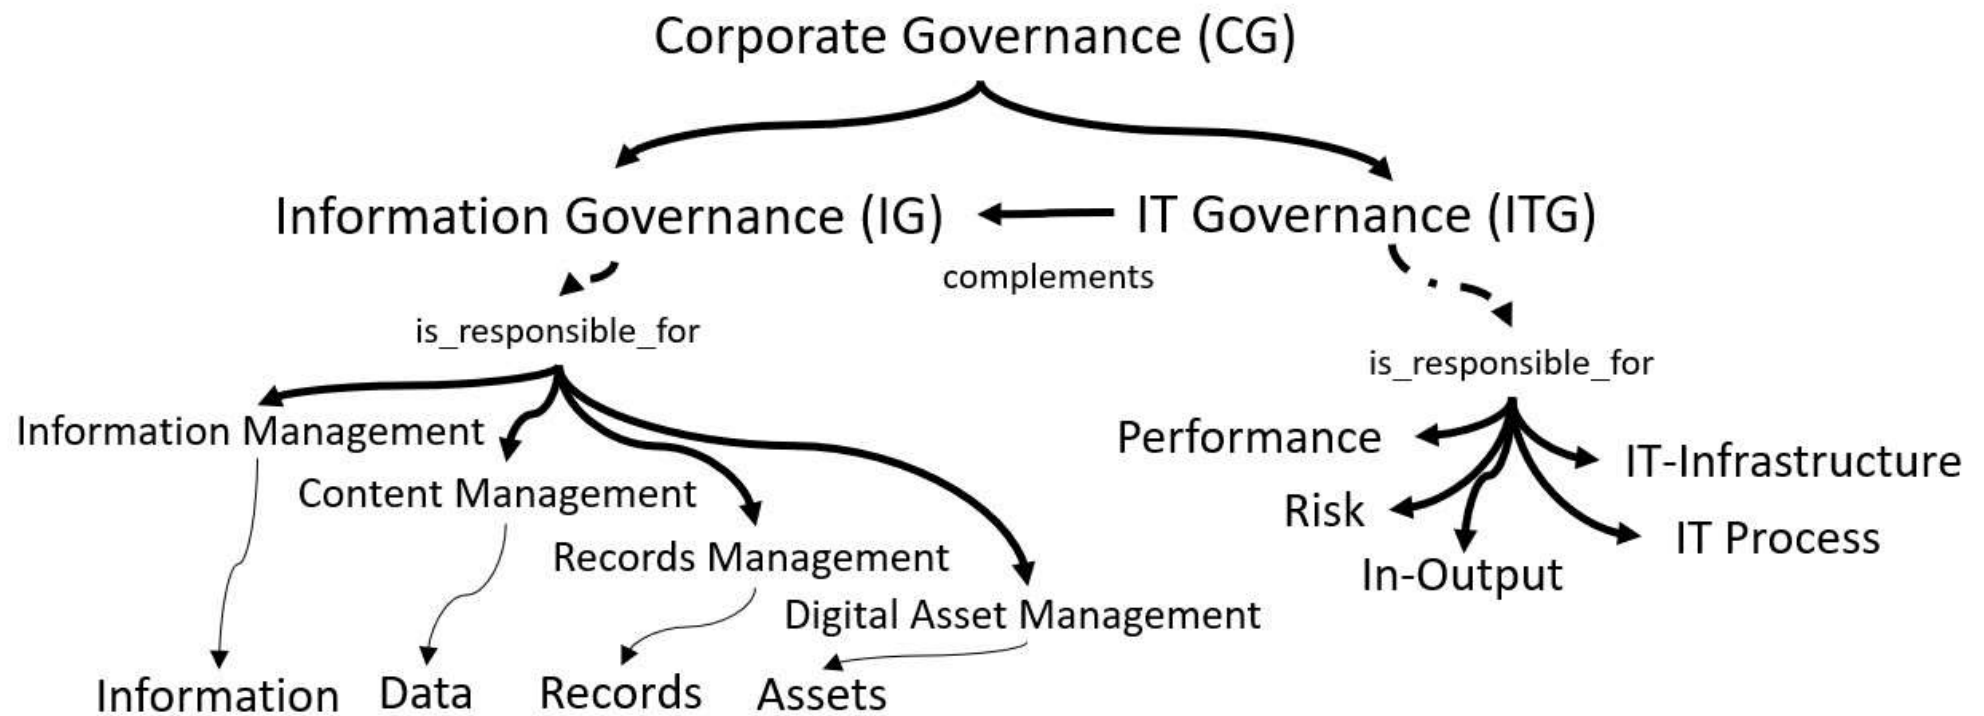 Corporate Governance (CG)
Information Governance (IG)
IT Governance (ITG)
complements
is_responsible_for
is_responsible_for
Information Management
Performance
IT-Infrastructure
Content Management
Risk
IT Process
Records Management
In-Output
Digital Asset Management
Information
Data
Records
Assets